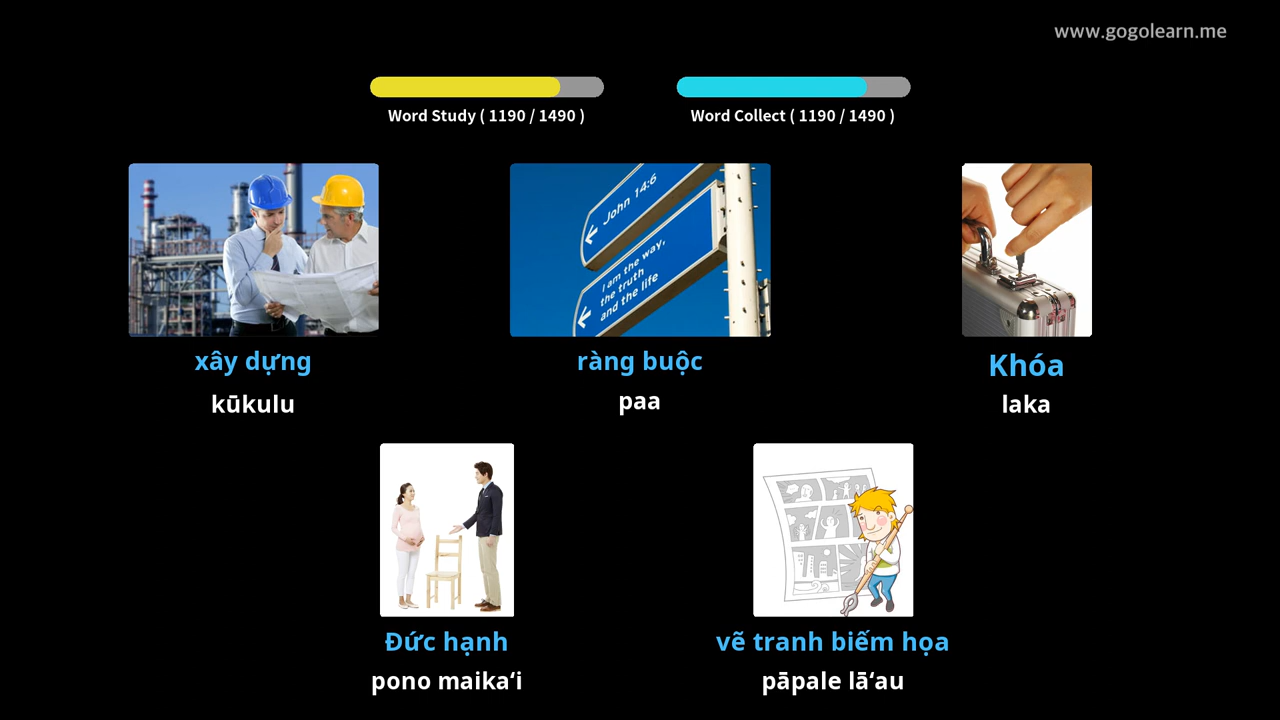 www.gogolearn.me
Word Study ( 1190 / 1490 )
Word Collect ( 1190 / 1490 )
John 14:6
I am the way,
the truth
and the life
xây dựng
ràng buộc
Khóa
kūkulu
paa
laka
Đức hạnh
vẽ tranh biếm họa
pono maikaʻi
pāpale lāʻau